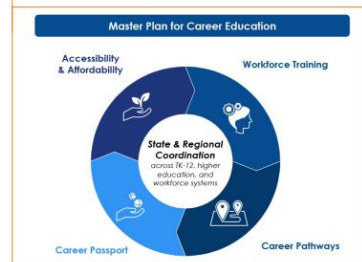 Master Plan for Career Education
Accessibility
& Affordability
Workforce Training
State & Regional
Coordination
across TK-12, higher
education, and
workforce systems
Career Passport
Career Pathways